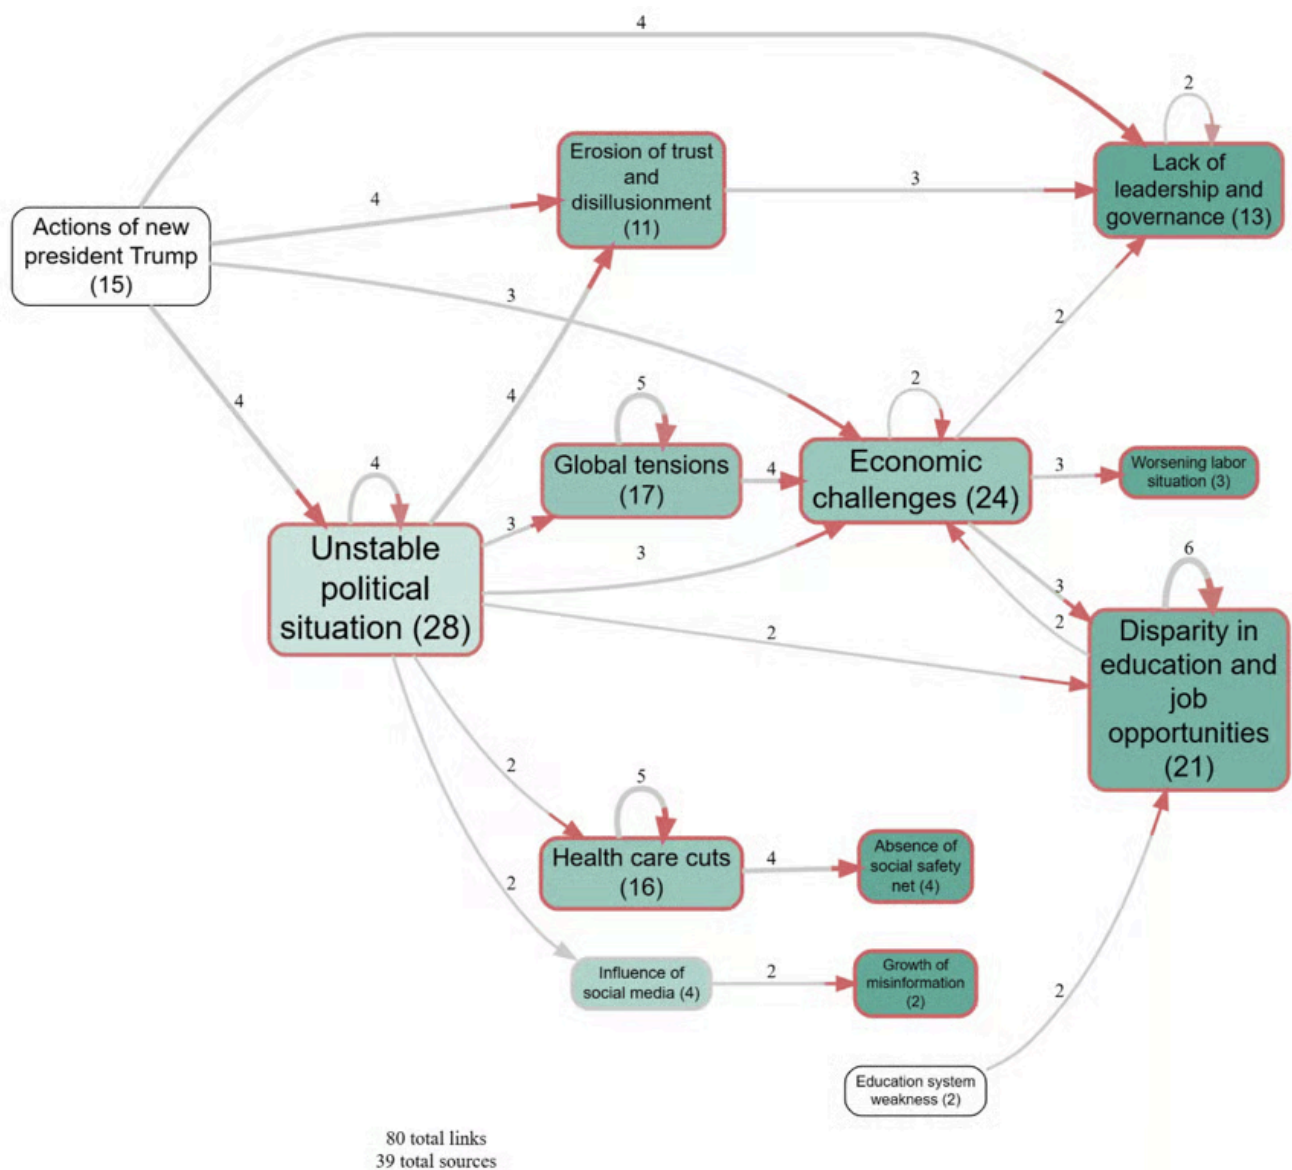 4
2
Erosion of trust
and
disillusionment
(11)
Lack of
leadership and
governance (13)
4
3
Actions of new
president Trump
(15)
3
2
4
4
5
2
Global tensions
(17)
4
Economic
challenges (24)
3
Worsening labor
situation (3)
4
3
3
6
Unstable
political
situation (28)
3
2
2
Disparity in
education and
job
opportunities
(21)
2
5
Health care cuts
(16)
4
Absence of
social safety
net (4)
2
Influence of
social media (4)
2
Growth of
misinformation
(2)
2
Education system
weakness (2)
80 total links
39 total sources